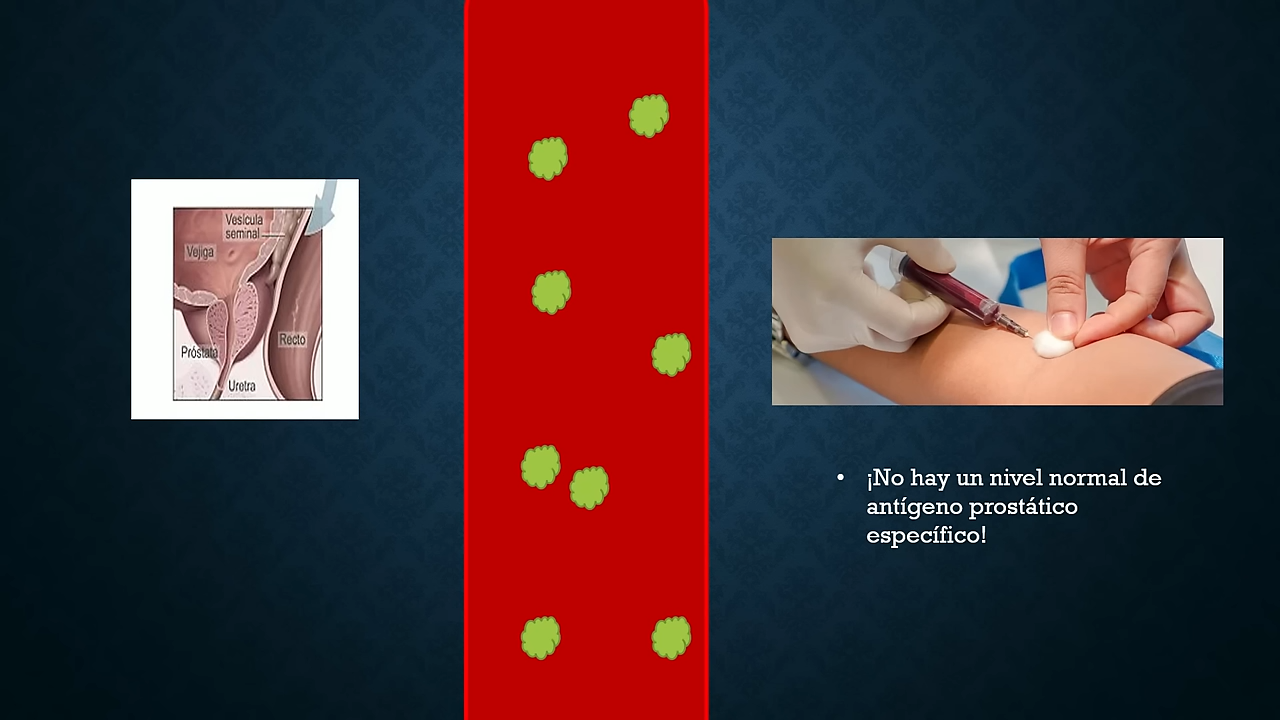 Vesícula
seminal
Vejiga
Recto
Próstata
Uretra
• ¡No hay un nivel normal de
antígeno prostático
específico!